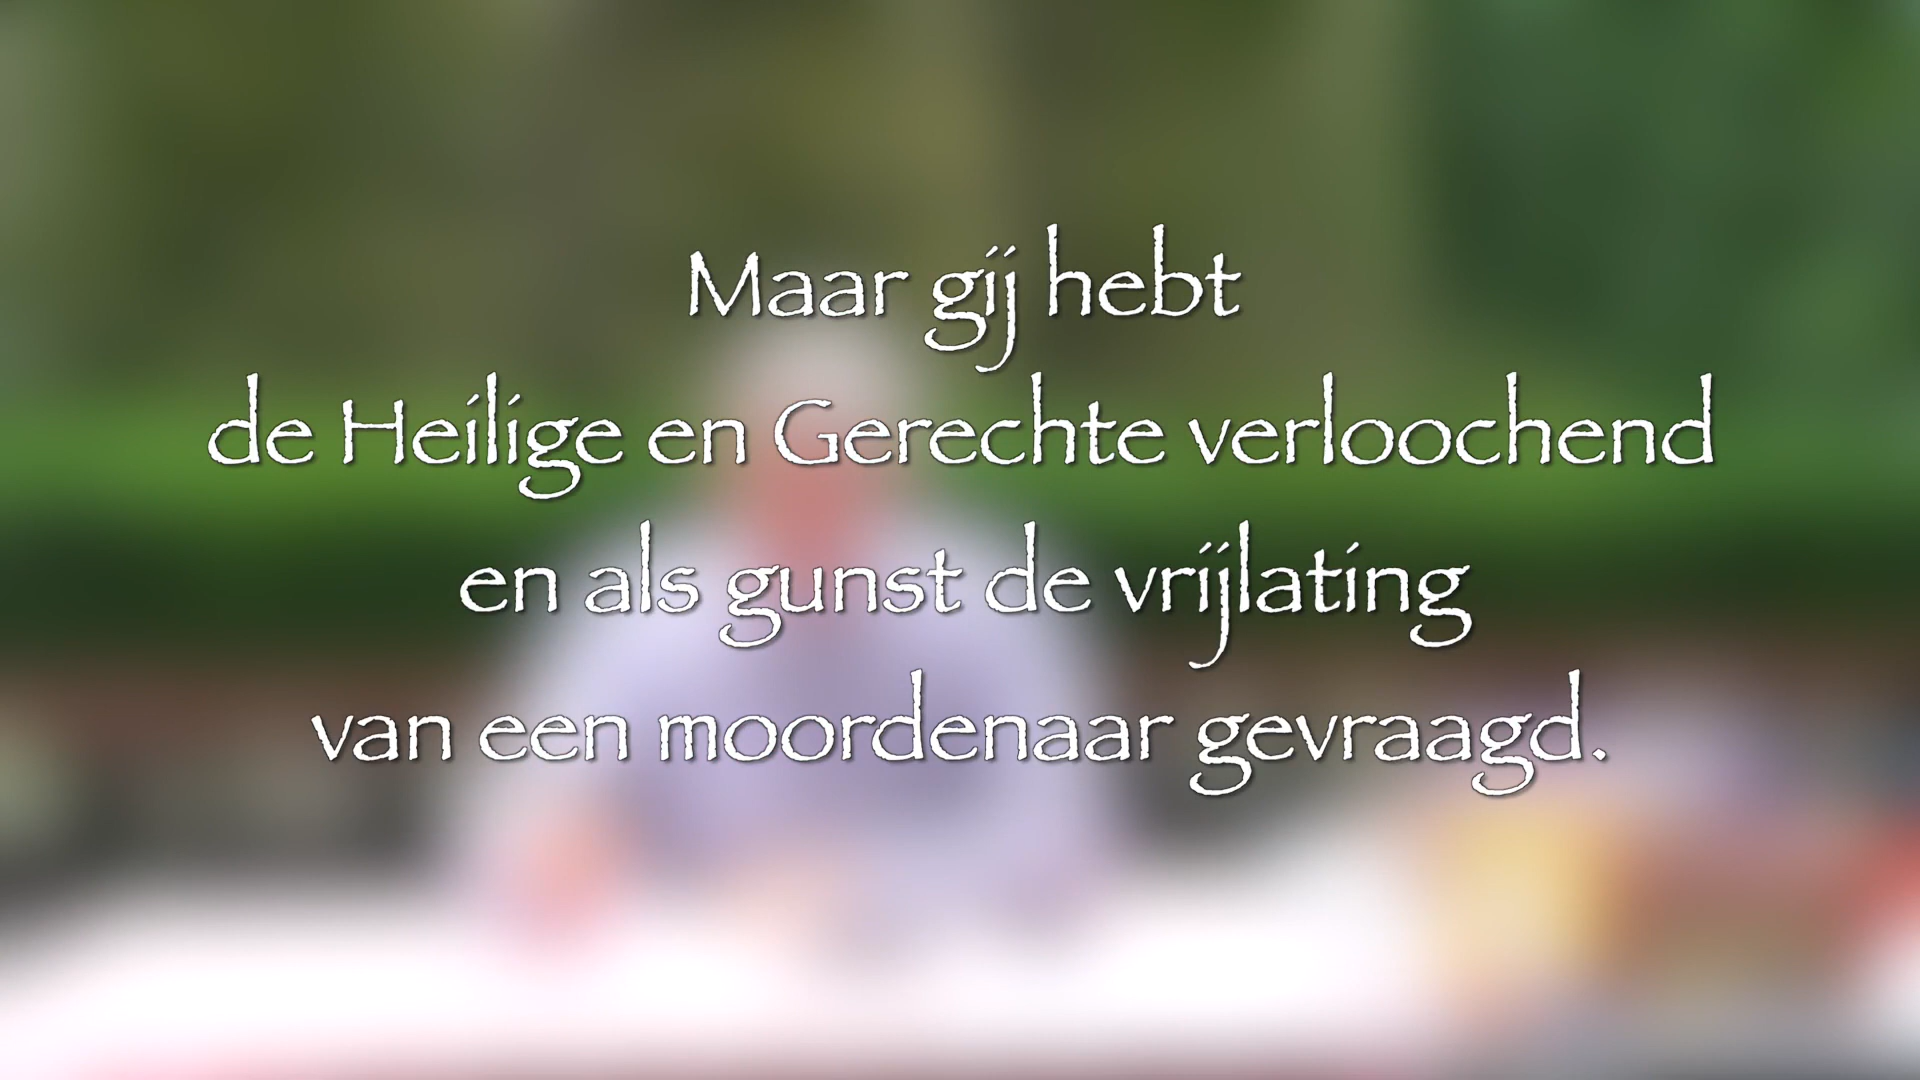 Maar gij hebt
de Heilige en Gerechte verloochend
en als gunst de vrijlating
van een moordenaar gevraagd.